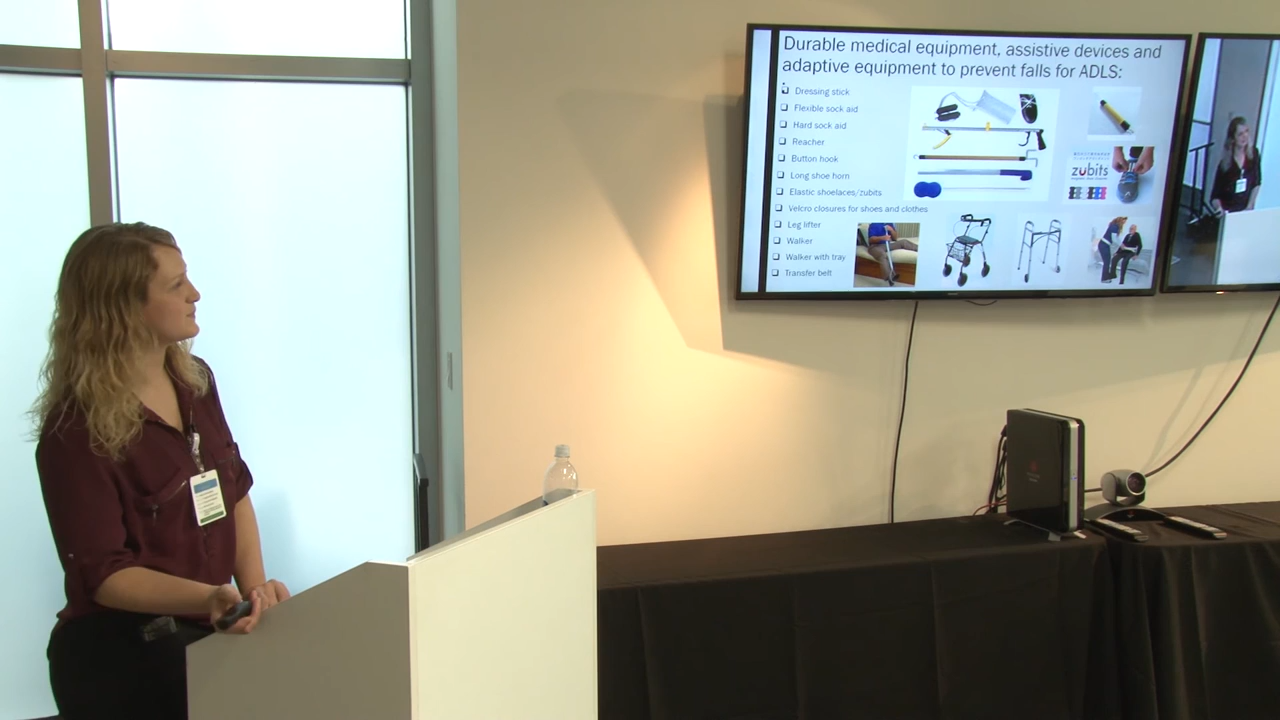 Durable medical equipment, assistive devices and
adaptive equipment to prevent falls for ADLS:
Dressing stick
Flexible sock aid
Hard sock aid
Reacher
Button hook
Long shoe horn
Elastic shoelaces/zubits
Velcro closures for shoes and clothes
Leg lifter
Walker
Walker with tray
Transfer belt
zubits